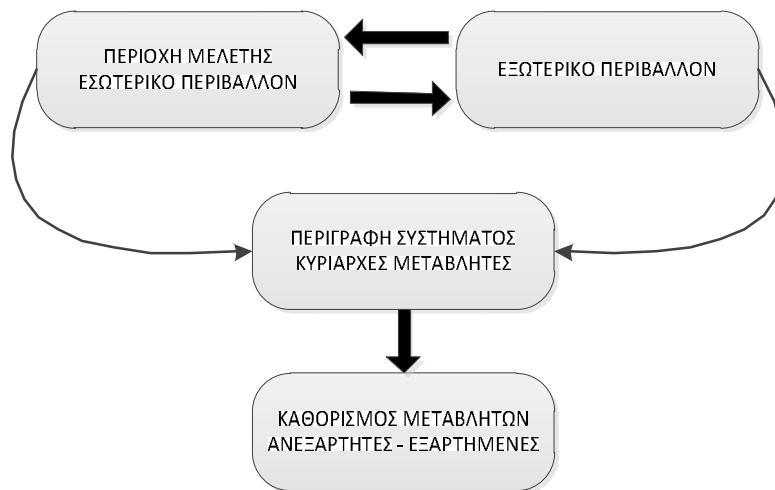 ΠΕΡΙΟΧΗ ΜΕΛΕΤΗΣ
ΕΣΩΤΕΡΙΚΟ ΠΕΡΙΒΑΛΛΟΝ
ΕΞΩΤΕΡΙΚΟ ΠΕΡΙΒΑΛΛΟΝ
ΠΕΡΙΓΡΑΦΗ ΣΥΣΤΗΜΑΤΟΣ
ΚΥΡΙΑΡΧΕΣ ΜΕΤΑΒΛΗΤΕΣ
ΚΑΘΟΡΙΣΜΟΣ ΜΕΤΑΒΛΗΤΩΝ
ΑΝΕΞΑΡΤΗΤΕΣ - ΕΞΑΡΤΗΜΕΝΕΣ